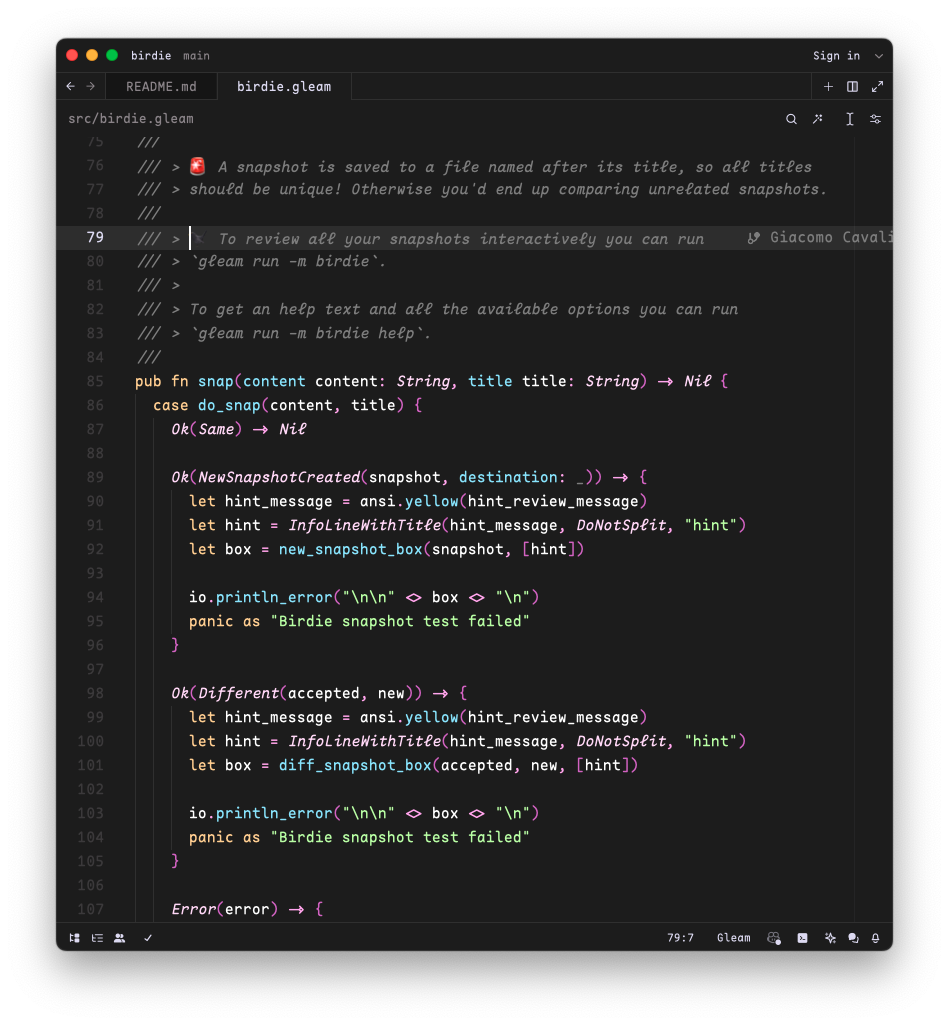 birdie main Sign in
README.md birdie.gleam
src/birdie.gleam
75 ///
76 /// > 🚨 A snapshot is saved to a file named after its title, so all titles
77 /// > should be unique! Otherwise you'd end up comparing unrelated snapshots.
78 ///
79 /// > 🐦‍⬛ To review all your snapshots interactively you can run Giacomo Cavali
80 /// > `gleam run -m birdie`.
81 /// >
82 /// > To get an help text and all the available options you can run
83 /// > `gleam run -m birdie help`.
84 ///
85 pub fn snap(content content: String, title title: String) -> Nil {
86   case do_snap(content, title) {
87     Ok(Same) -> Nil
88
89     Ok(NewSnapshotCreated(snapshot, destination: _)) -> {
90       let hint_message = ansi.yellow(hint_review_message)
91       let hint = InfoLineWithTitle(hint_message, DoNotSplit, "hint")
92       let box = new_snapshot_box(snapshot, [hint])
93
94       io.println_error("\n\n" <> box <> "\n")
95       panic as "Birdie snapshot test failed"
96     }
97
98     Ok(Different(accepted, new)) -> {
99       let hint_message = ansi.yellow(hint_review_message)
100       let hint = InfoLineWithTitle(hint_message, DoNotSplit, "hint")
101       let box = diff_snapshot_box(accepted, new, [hint])
102
103       io.println_error("\n\n" <> box <> "\n")
104       panic as "Birdie snapshot test failed"
105     }
106
107     Error(error) -> {
79:7 Gleam